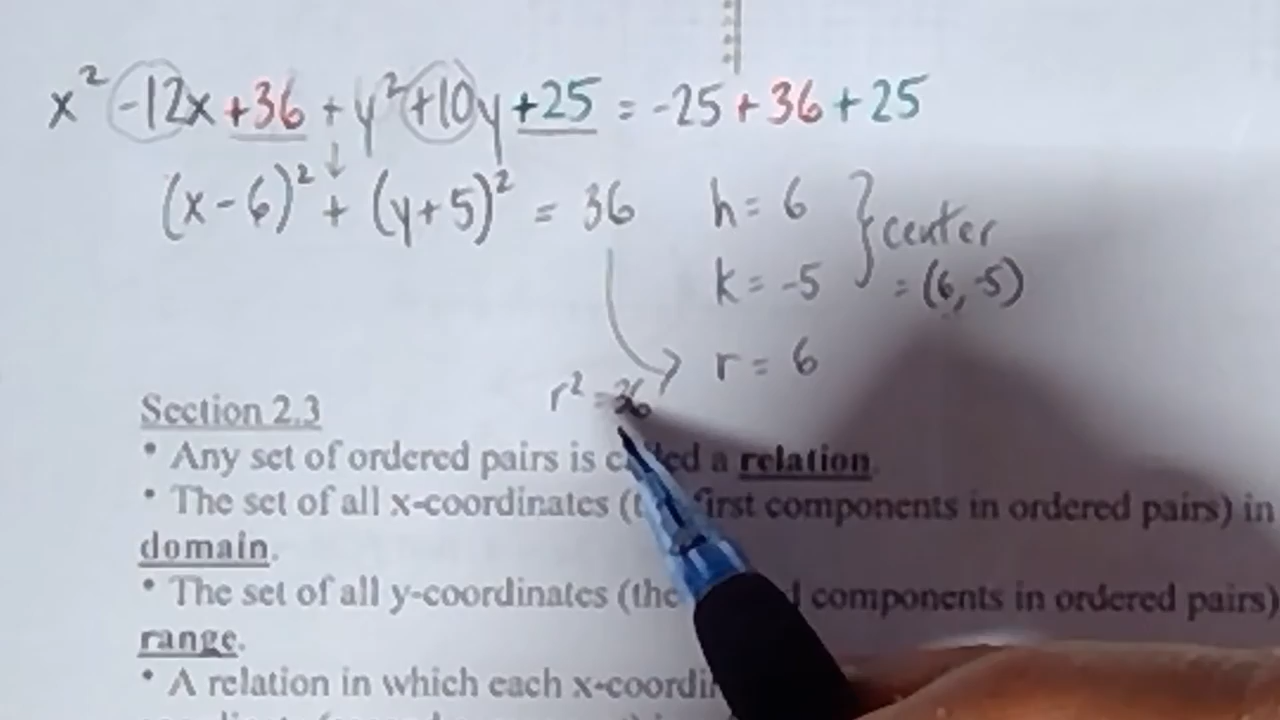 x² -12x +36 + y² +10y +25 = -25 + 36 + 25
↓
(x-6)² + (y+5)² = 36
h = 6
k = -5
} center
= (6, -5)
r = 6
r² = 36
Section 2.3
• Any set of ordered pairs is called a relation.
• The set of all x-coordinates ( first components in ordered pairs) in
domain.
• The set of all y-coordinates (the components in ordered pairs)
range.
• A relation in which each